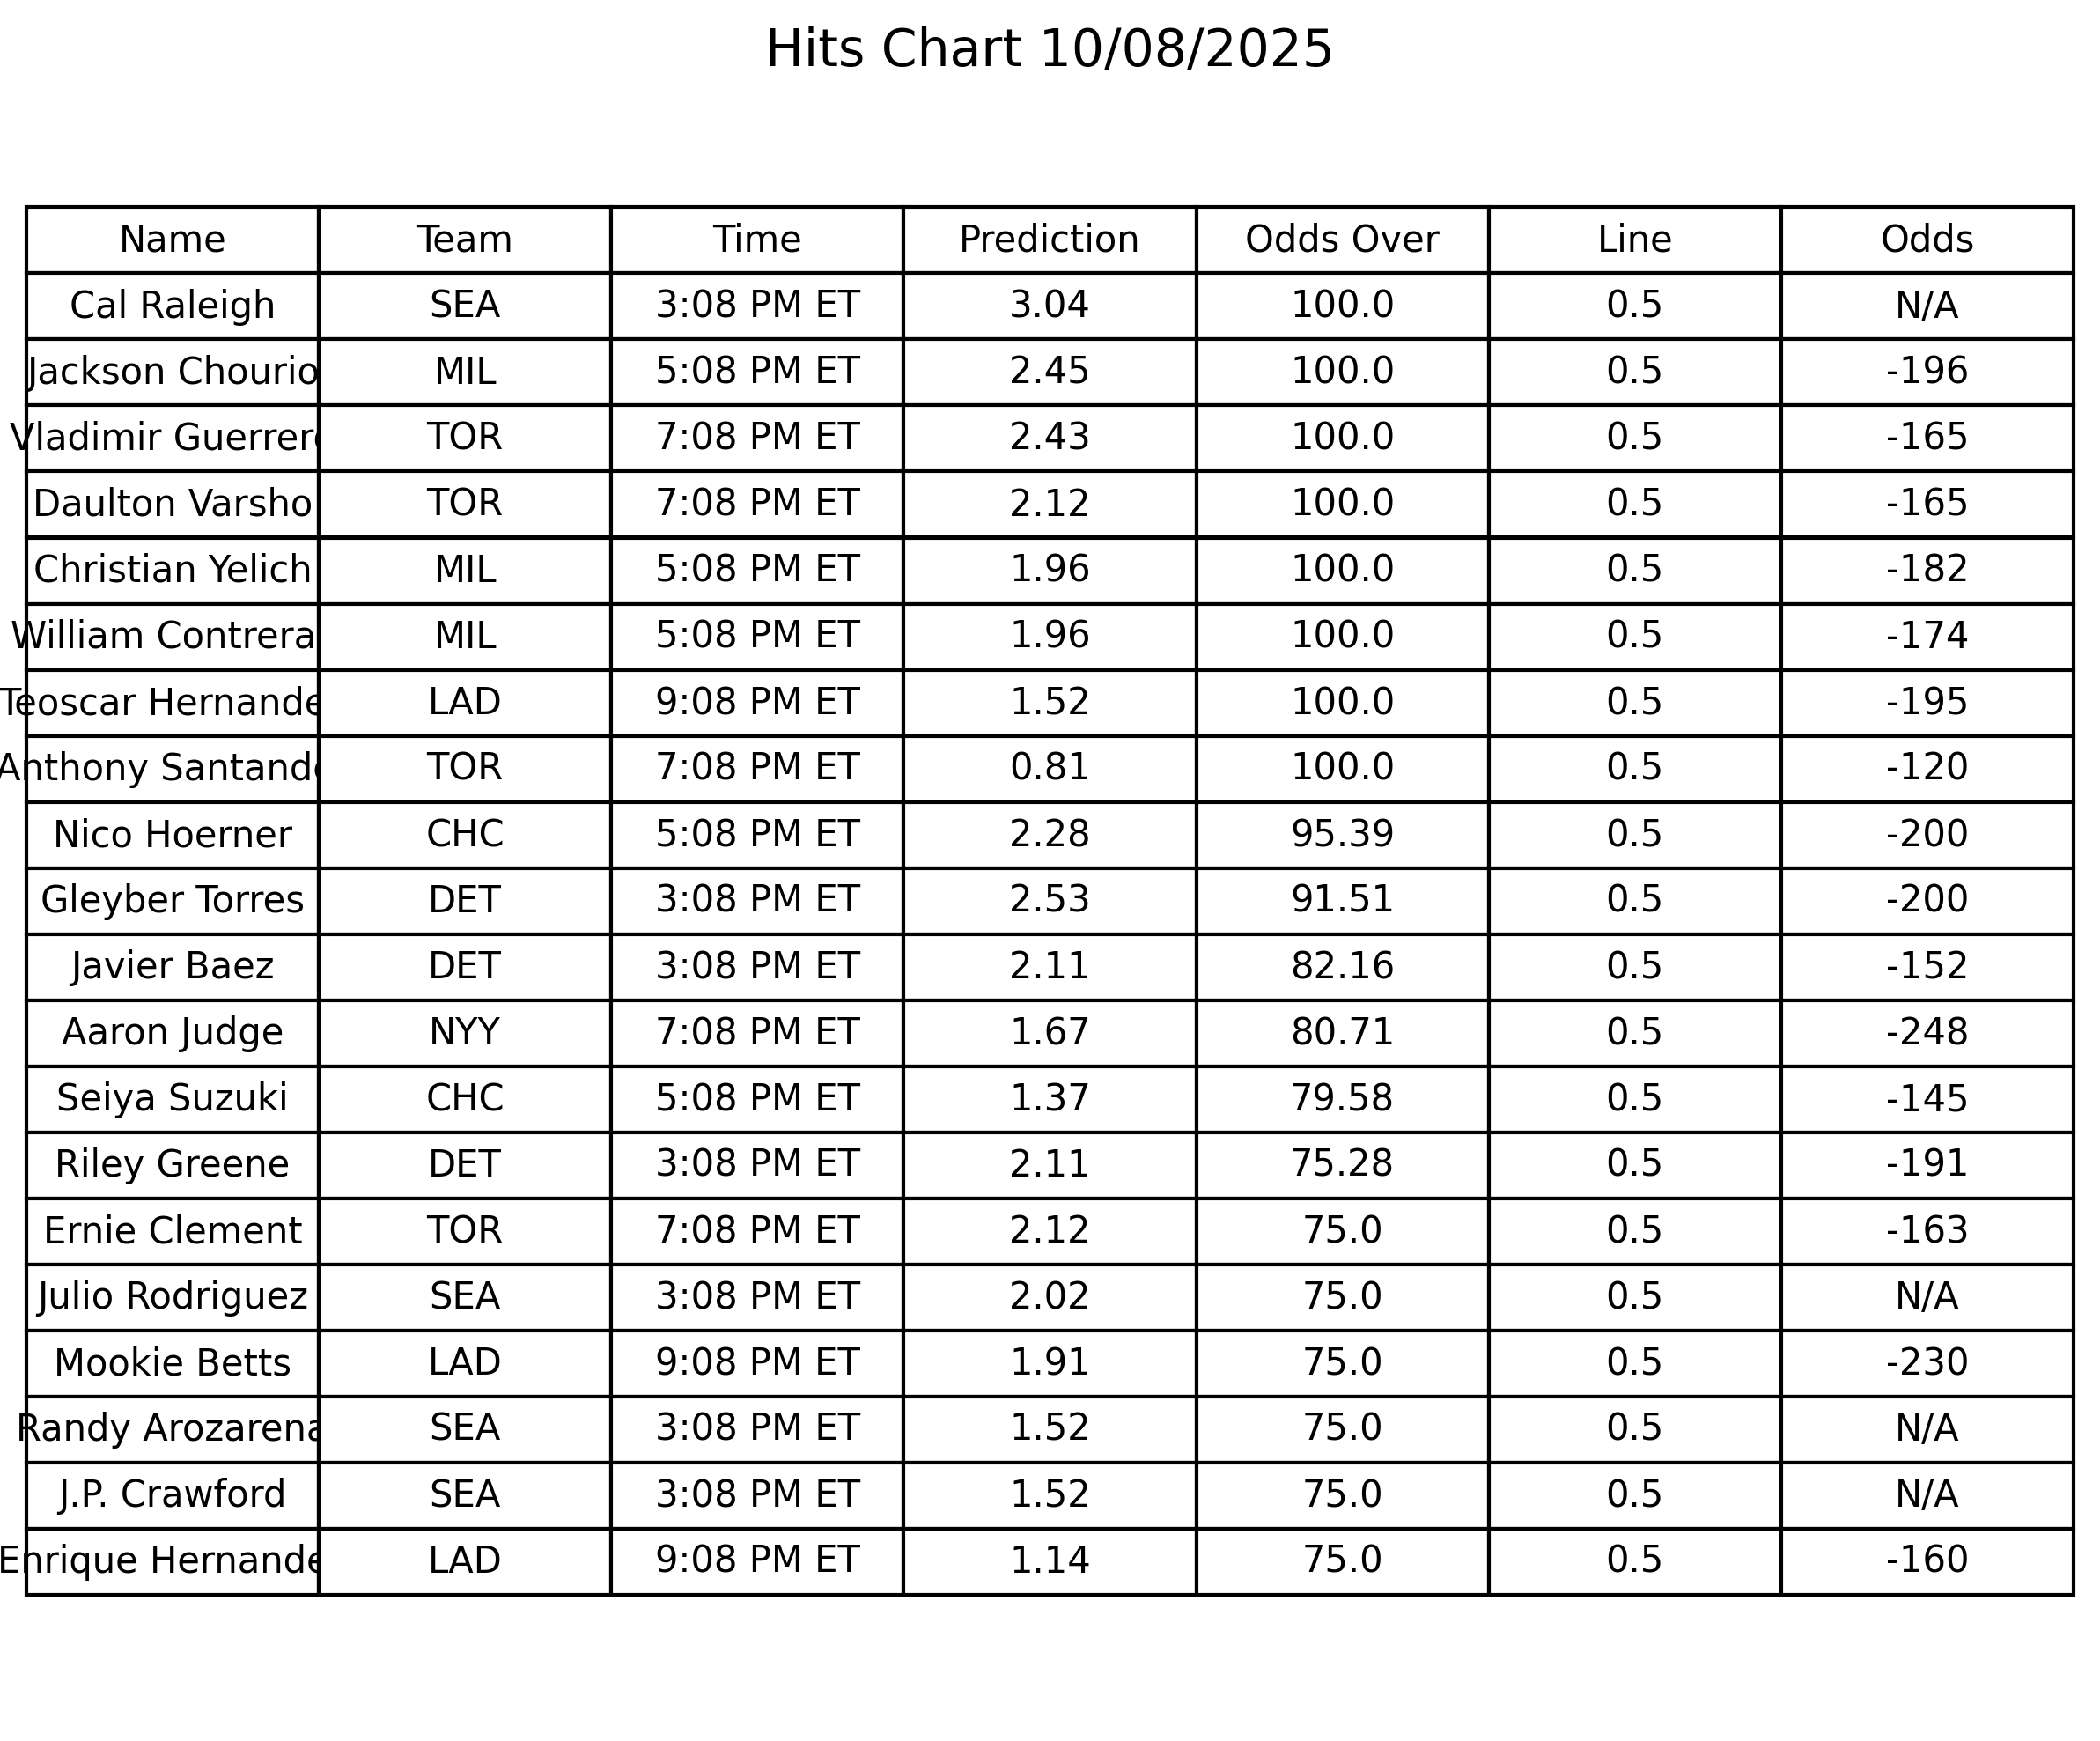 Hits Chart 10/08/2025
Name Team Time Prediction Odds Over Line Odds
Cal Raleigh SEA 3:08 PM ET 3.04 100.0 0.5 N/A
Jackson Chourio MIL 5:08 PM ET 2.45 100.0 0.5 -196
Vladimir Guerrero TOR 7:08 PM ET 2.43 100.0 0.5 -165
Daulton Varsho TOR 7:08 PM ET 2.12 100.0 0.5 -165
Christian Yelich MIL 5:08 PM ET 1.96 100.0 0.5 -182
William Contrera MIL 5:08 PM ET 1.96 100.0 0.5 -174
Teoscar Hernande LAD 9:08 PM ET 1.52 100.0 0.5 -195
Anthony Santande TOR 7:08 PM ET 0.81 100.0 0.5 -120
Nico Hoerner CHC 5:08 PM ET 2.28 95.39 0.5 -200
Gleyber Torres DET 3:08 PM ET 2.53 91.51 0.5 -200
Javier Baez DET 3:08 PM ET 2.11 82.16 0.5 -152
Aaron Judge NYY 7:08 PM ET 1.67 80.71 0.5 -248
Seiya Suzuki CHC 5:08 PM ET 1.37 79.58 0.5 -145
Riley Greene DET 3:08 PM ET 2.11 75.28 0.5 -191
Ernie Clement TOR 7:08 PM ET 2.12 75.0 0.5 -163
Julio Rodriguez SEA 3:08 PM ET 2.02 75.0 0.5 N/A
Mookie Betts LAD 9:08 PM ET 1.91 75.0 0.5 -230
Randy Arozarena SEA 3:08 PM ET 1.52 75.0 0.5 N/A
J.P. Crawford SEA 3:08 PM ET 1.52 75.0 0.5 N/A
Enrique Hernande LAD 9:08 PM ET 1.14 75.0 0.5 -160